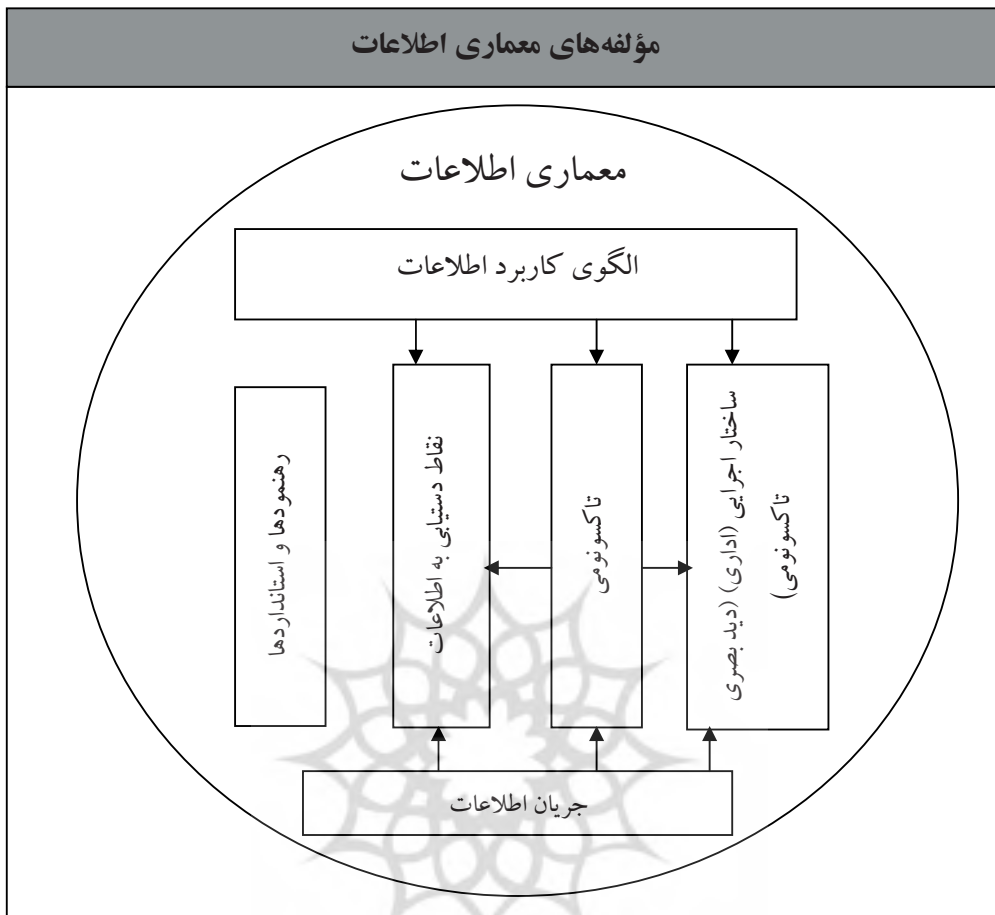 مؤلفه‌های معماری اطلاعات
معماری اطلاعات
الگوی کاربرد اطلاعات
ساختار اجرایی (اداری) (دید بصری
تاکسونومی)
تاکسونومی
نقاط دستیابی به اطلاعات
رهنمودها و استانداردها
جریان اطلاعات